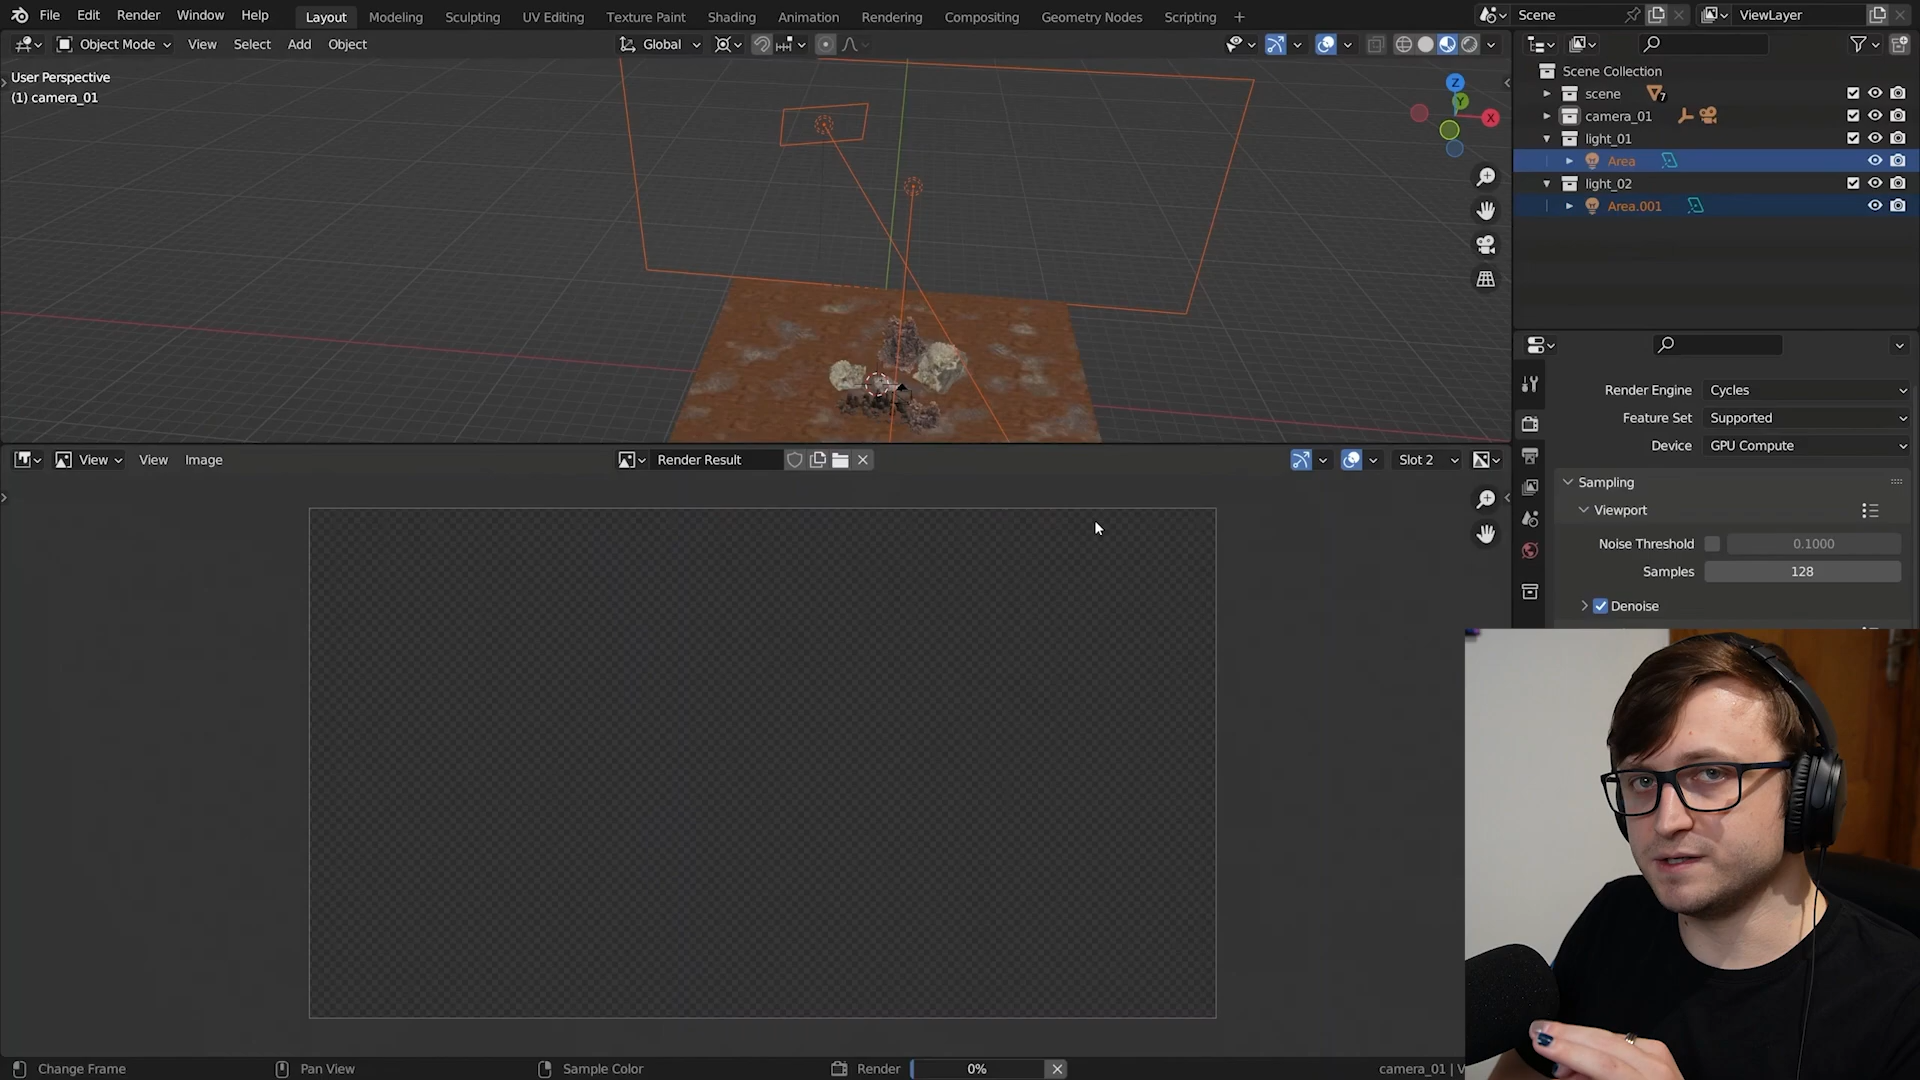 File Edit Render Window Help Layout Modeling Sculpting UV Editing Texture Paint Shading Animation Rendering Compositing Geometry Nodes Scripting + Scene ViewLayer
Object Mode View Select Add Object Global
User Perspective
(1) camera_01
Z
Y
X
Scene Collection
scene 7
camera_01
light_01
Area
light_02
Area.001
Render Engine Cycles
Feature Set Supported
Device GPU Compute
Sampling
Viewport
Noise Threshold 0.1000
Samples 128
Denoise
View View Image Render Result Slot 2
Change Frame Pan View Sample Color Render 0% camera_01 | V